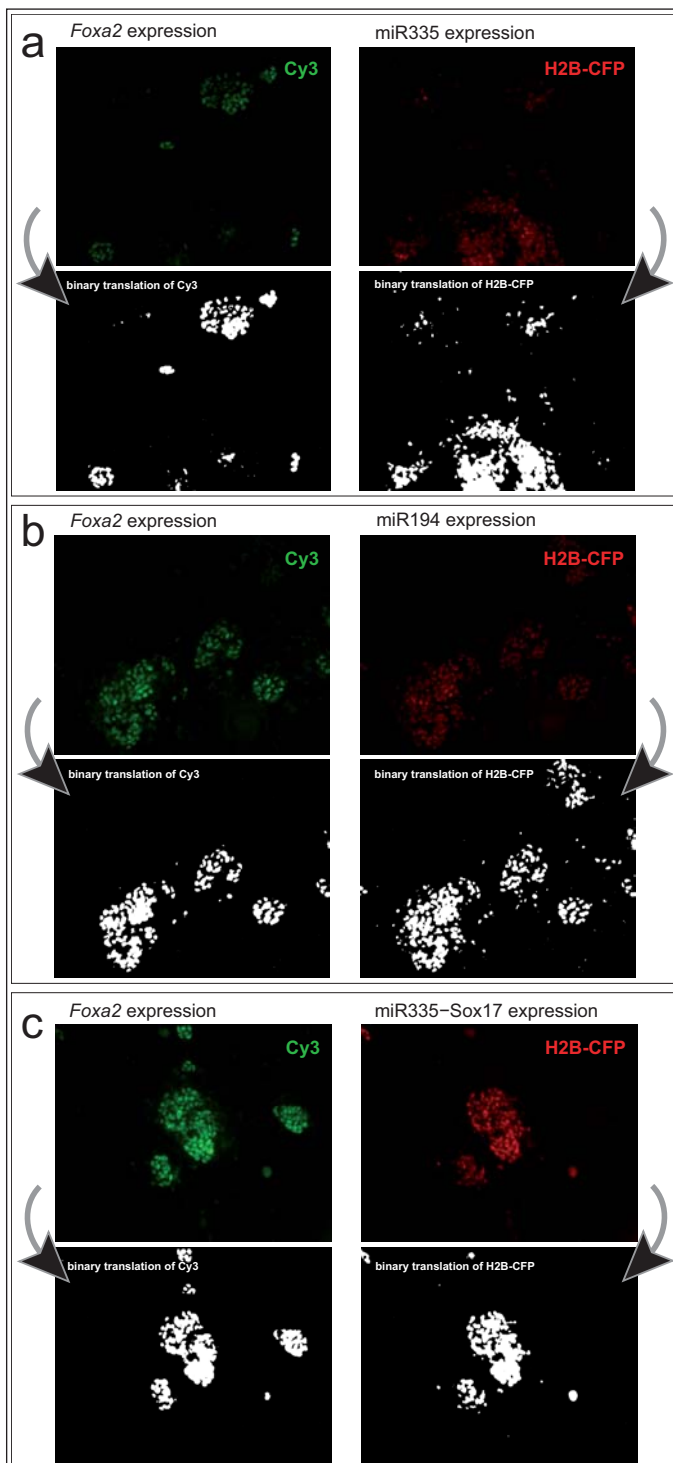 a
Foxa2 expression
miR335 expression
Cy3
H2B-CFP
binary translation of Cy3
binary translation of H2B-CFP
b
Foxa2 expression
miR194 expression
Cy3
H2B-CFP
binary translation of Cy3
binary translation of H2B-CFP
c
Foxa2 expression
miR335−Sox17 expression
Cy3
H2B-CFP
binary translation of Cy3
binary translation of H2B-CFP